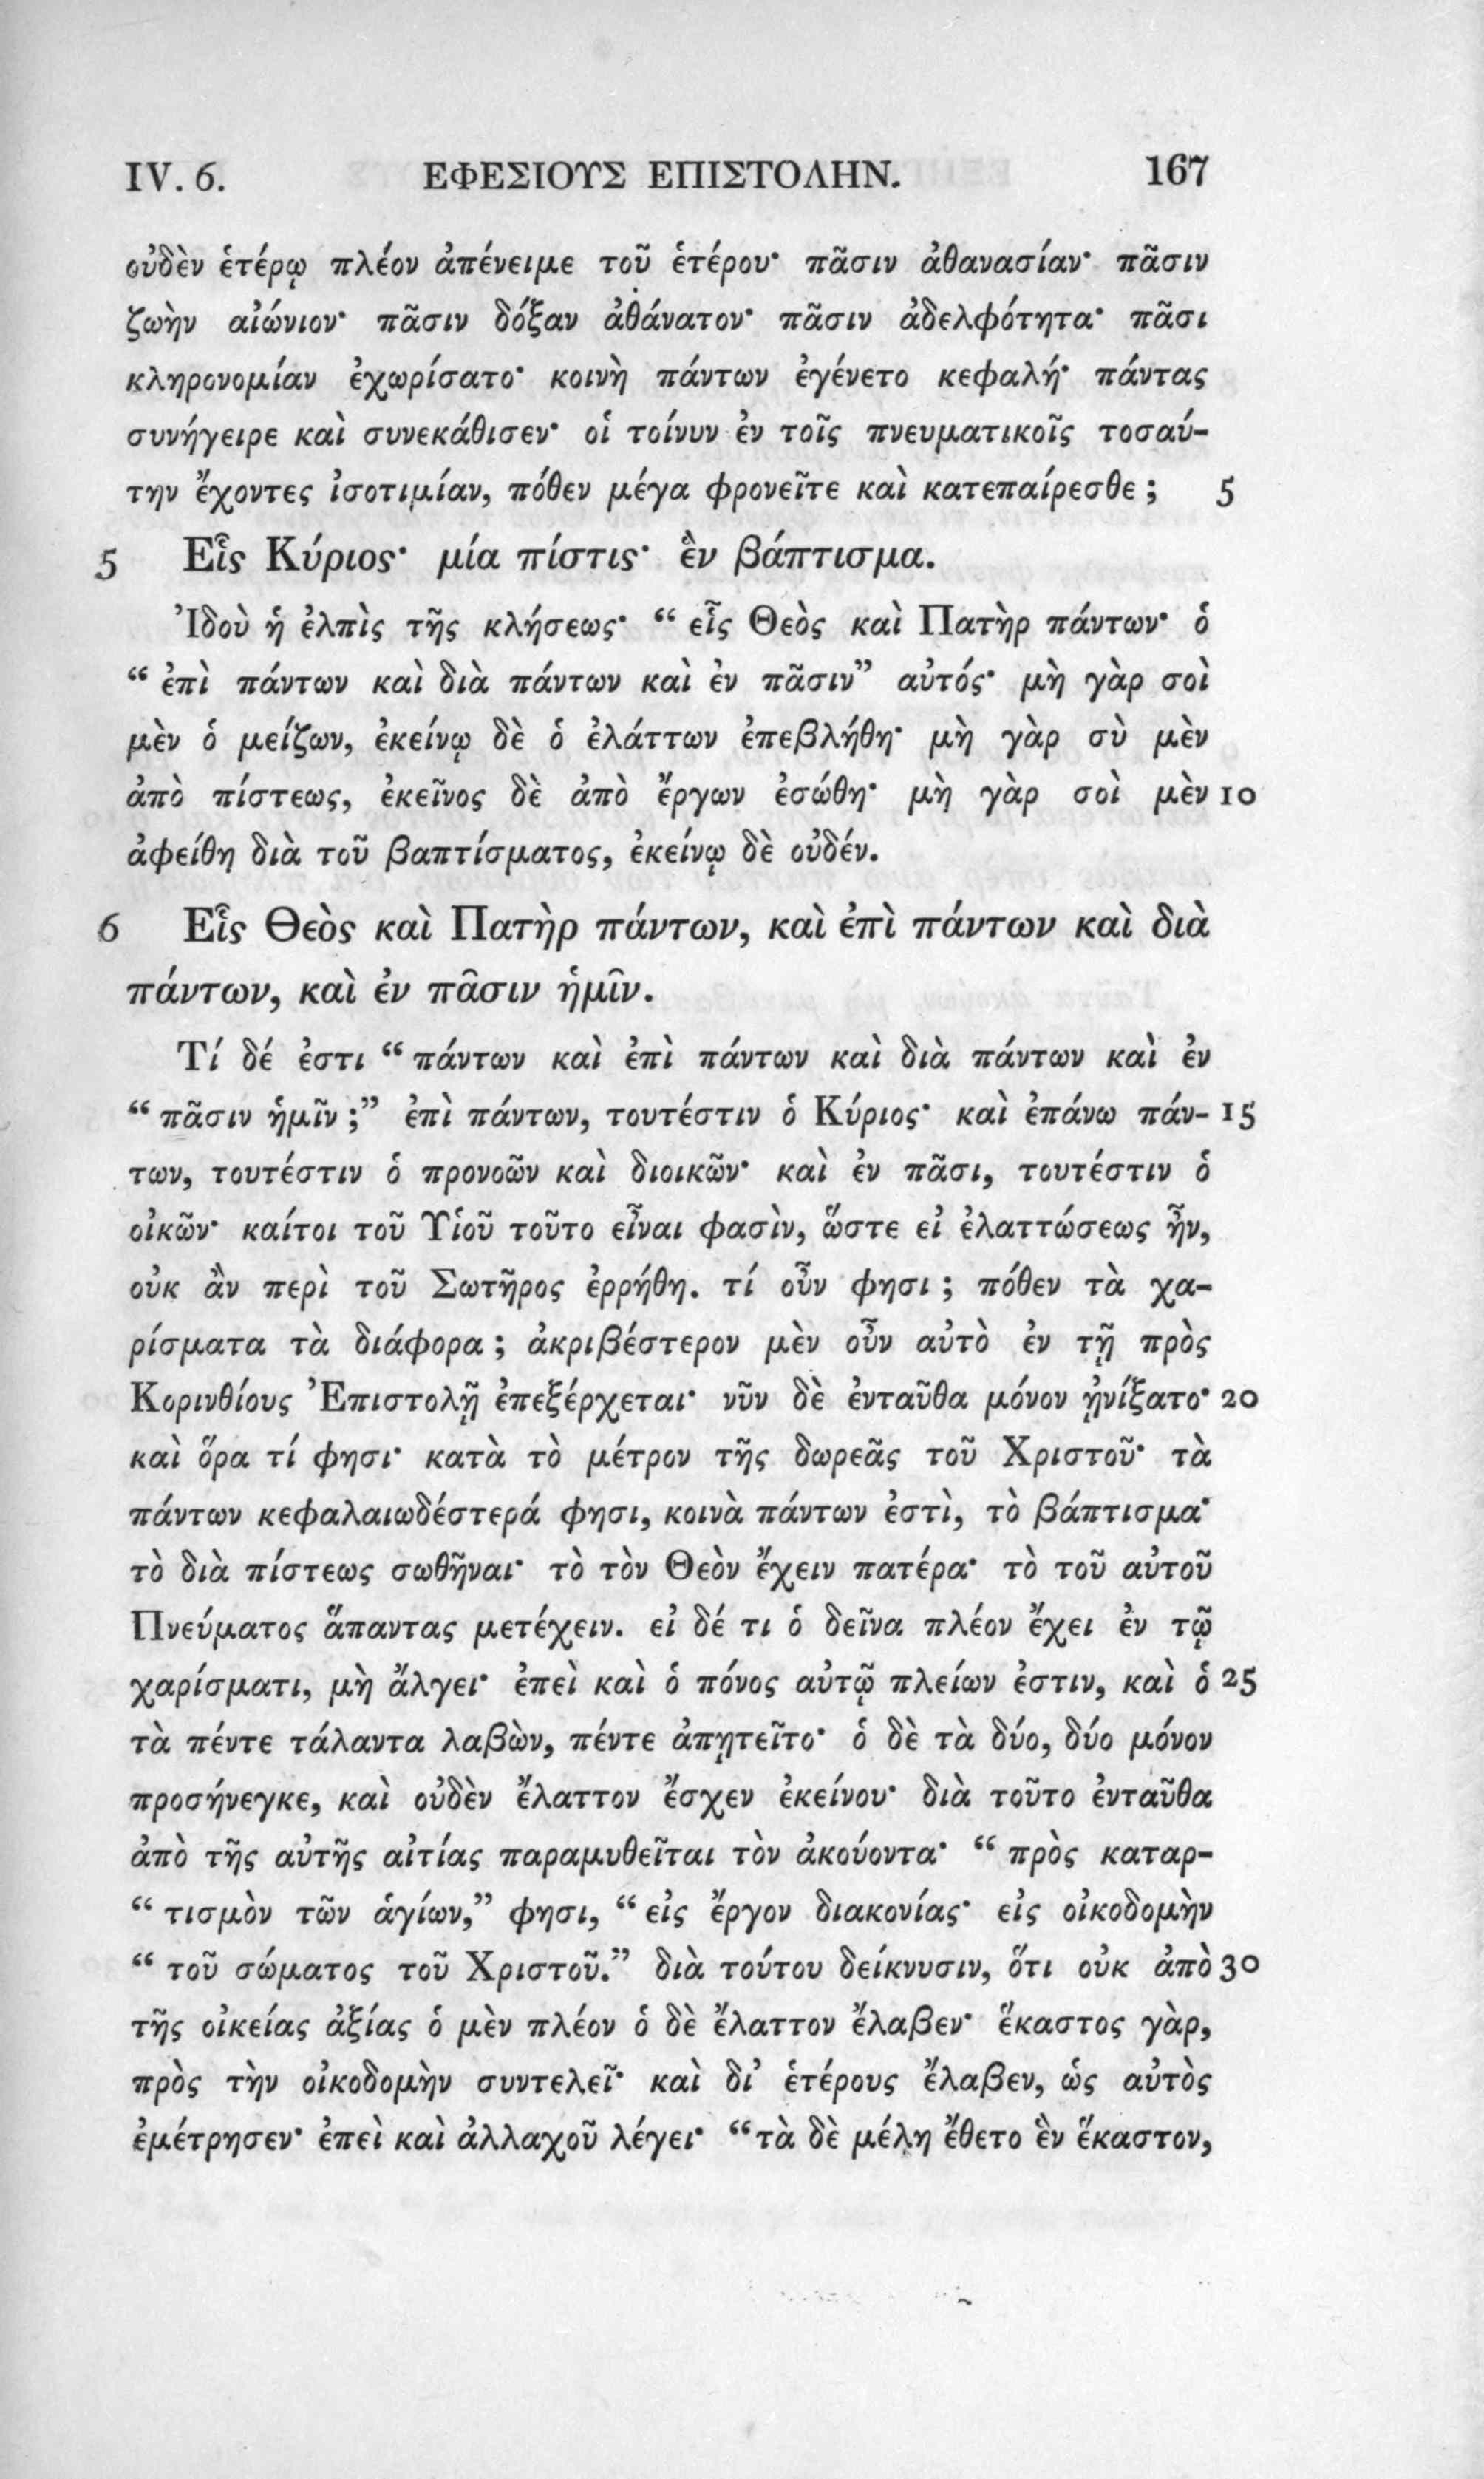 IV. 6. ΕΦΕΣΙΟΥΣ ΕΠΙΣΤΟΛΗΝ. 167
οὐδὲν ἑτέρῳ πλέον ἀπένειμε τοῦ ἑτέρου· πᾶσιν ἀθανασίαν· πᾶσιν
ζωὴν αἰώνιον· πᾶσιν δόξαν ἀθάνατον· πᾶσιν ἀδελφότητα· πᾶσι
κληρονομίαν ἐχωρίσατο· κοινὴ πάντων ἐγένετο κεφαλή· πάντας
συνήγειρε καὶ συνεκάθισεν· οἱ τοίνυν ἐν τοῖς πνευματικοῖς τοσαύ-
την ἔχοντες ἰσοτιμίαν, πόθεν μέγα φρονεῖτε καὶ κατεπαίρεσθε ; 5
5 Εἷς Κύριος· μία πίστις· ἓν βάπτισμα.
Ἰδοὺ ἡ ἐλπὶς τῆς κλήσεως· “ εἷς Θεὸς καὶ Πατὴρ πάντων· ὁ
“ ἐπὶ πάντων καὶ διὰ πάντων καὶ ἐν πᾶσιν” αὐτός· μὴ γὰρ σοὶ
μὲν ὁ μείζων, ἐκείνῳ δὲ ὁ ἐλάττων ἐπεβλήθη· μὴ γὰρ σὺ μὲν
ἀπὸ πίστεως, ἐκεῖνος δὲ ἀπὸ ἔργων ἐσώθη· μὴ γὰρ σοὶ μὲν 10
ἀφείθη διὰ τοῦ βαπτίσματος, ἐκείνῳ δὲ οὐδέν.
6 Εἷς Θεὸς καὶ Πατὴρ πάντων, καὶ ἐπὶ πάντων καὶ διὰ
πάντων, καὶ ἐν πᾶσιν ἡμῖν.
Τί δέ ἐστι “ πάντων καὶ ἐπὶ πάντων καὶ διὰ πάντων καὶ ἐν
“ πᾶσιν ἡμῖν ;” ἐπὶ πάντων, τουτέστιν ὁ Κύριος· καὶ ἐπάνω πάν- 15
των, τουτέστιν ὁ προνοῶν καὶ διοικῶν· καὶ ἐν πᾶσι, τουτέστιν ὁ
οἰκῶν· καίτοι τοῦ Υἱοῦ τοῦτο εἶναι φασὶν, ὥστε εἰ ἐλαττώσεως ἦν,
οὐκ ἂν περὶ τοῦ Σωτῆρος ἐρρήθη. τί οὖν φησι ; πόθεν τὰ χα-
ρίσματα τὰ διάφορα ; ἀκριβέστερον μὲν οὖν αὐτὸ ἐν τῇ πρὸς
Κορινθίους Ἐπιστολῇ ἐπεξέρχεται· νῦν δὲ ἐνταῦθα μόνον ᾐνίξατο· 20
καὶ ὅρα τί φησι· κατὰ τὸ μέτρον τῆς δωρεᾶς τοῦ Χριστοῦ· τὰ
πάντων κεφαλαιωδέστερά φησι, κοινὰ πάντων ἐστὶ, τὸ βάπτισμα·
τὸ διὰ πίστεως σωθῆναι· τὸ τὸν Θεὸν ἔχειν πατέρα· τὸ τοῦ αὐτοῦ
Πνεύματος ἅπαντας μετέχειν. εἰ δέ τι ὁ δεῖνα πλέον ἔχει ἐν τῷ
χαρίσματι, μὴ ἄλγει· ἐπεὶ καὶ ὁ πόνος αὐτῷ πλείων ἐστιν, καὶ ὁ 25
τὰ πέντε τάλαντα λαβὼν, πέντε ἀπῃτεῖτο· ὁ δὲ τὰ δύο, δύο μόνον
προσήνεγκε, καὶ οὐδὲν ἔλαττον ἔσχεν ἐκείνου· διὰ τοῦτο ἐνταῦθα
ἀπὸ τῆς αὐτῆς αἰτίας παραμυθεῖται τὸν ἀκούοντα· “ πρὸς καταρ-
“ τισμὸν τῶν ἁγίων,” φησι, “ εἰς ἔργον διακονίας· εἰς οἰκοδομὴν
“ τοῦ σώματος τοῦ Χριστοῦ.” διὰ τούτου δείκνυσιν, ὅτι οὐκ ἀπὸ 30
τῆς οἰκείας ἀξίας ὁ μὲν πλέον ὁ δὲ ἔλαττον ἔλαβεν· ἕκαστος γὰρ,
πρὸς τὴν οἰκοδομὴν συντελεῖ· καὶ δι’ ἑτέρους ἔλαβεν, ὡς αὐτὸς
ἐμέτρησεν· ἐπεὶ καὶ ἀλλαχοῦ λέγει· “τὰ δὲ μέλη ἔθετο ἓν ἕκαστον,